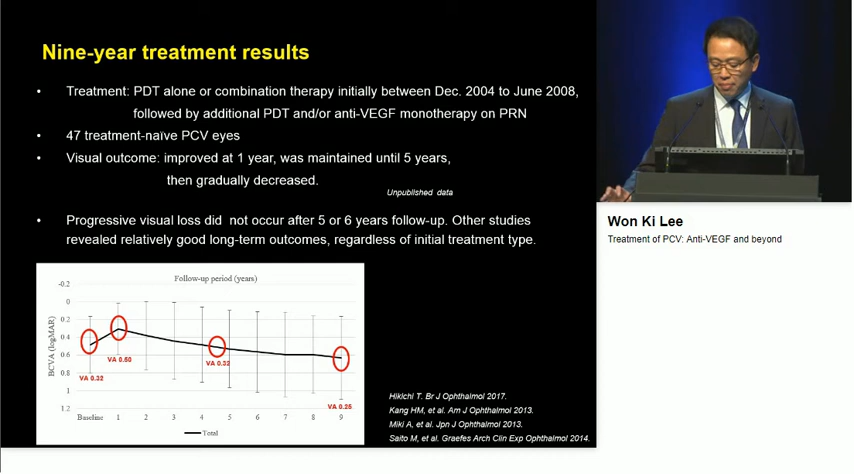 Nine-year treatment results
• Treatment: PDT alone or combination therapy initially between Dec. 2004 to June 2008,
followed by additional PDT and/or anti-VEGF monotherapy on PRN
• 47 treatment-naïve PCV eyes
• Visual outcome: improved at 1 year, was maintained until 5 years,
then gradually decreased.
Unpublished data
• Progressive visual loss did not occur after 5 or 6 years follow-up. Other studies
revealed relatively good long-term outcomes, regardless of initial treatment type.
Follow-up period (years)
BCVA (logMAR)
-0.2
0
0.2
0.4
0.6
0.8
1
1.2
VA 0.32
VA 0.50
VA 0.32
VA 0.25
Baseline 1 2 3 4 5 6 7 8 9
Total
Hikichi T. Br J Ophthalmol 2017.
Kang HM, et al. Am J Ophthalmol 2013.
Miki A, et al. Jpn J Ophthalmol 2013.
Saito M, et al. Graefes Arch Clin Exp Ophthalmol 2014.
Won Ki Lee
Treatment of PCV: Anti-VEGF and beyond